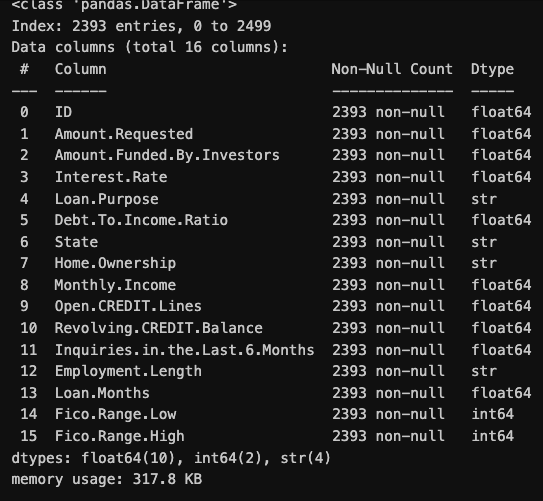 <class 'pandas.DataFrame'>
Index: 2393 entries, 0 to 2499
Data columns (total 16 columns):
 #   Column                          Non-Null Count  Dtype
---  ------                          --------------  -----
 0   ID                              2393 non-null   float64
 1   Amount.Requested                2393 non-null   float64
 2   Amount.Funded.By.Investors      2393 non-null   float64
 3   Interest.Rate                   2393 non-null   float64
 4   Loan.Purpose                    2393 non-null   str
 5   Debt.To.Income.Ratio            2393 non-null   float64
 6   State                           2393 non-null   str
 7   Home.Ownership                  2393 non-null   str
 8   Monthly.Income                  2393 non-null   float64
 9   Open.CREDIT.Lines               2393 non-null   float64
 10  Revolving.CREDIT.Balance        2393 non-null   float64
 11  Inquiries.in.the.Last.6.Months  2393 non-null   float64
 12  Employment.Length               2393 non-null   str
 13  Loan.Months                     2393 non-null   float64
 14  Fico.Range.Low                  2393 non-null   int64
 15  Fico.Range.High                 2393 non-null   int64
dtypes: float64(10), int64(2), str(4)
memory usage: 317.8 KB